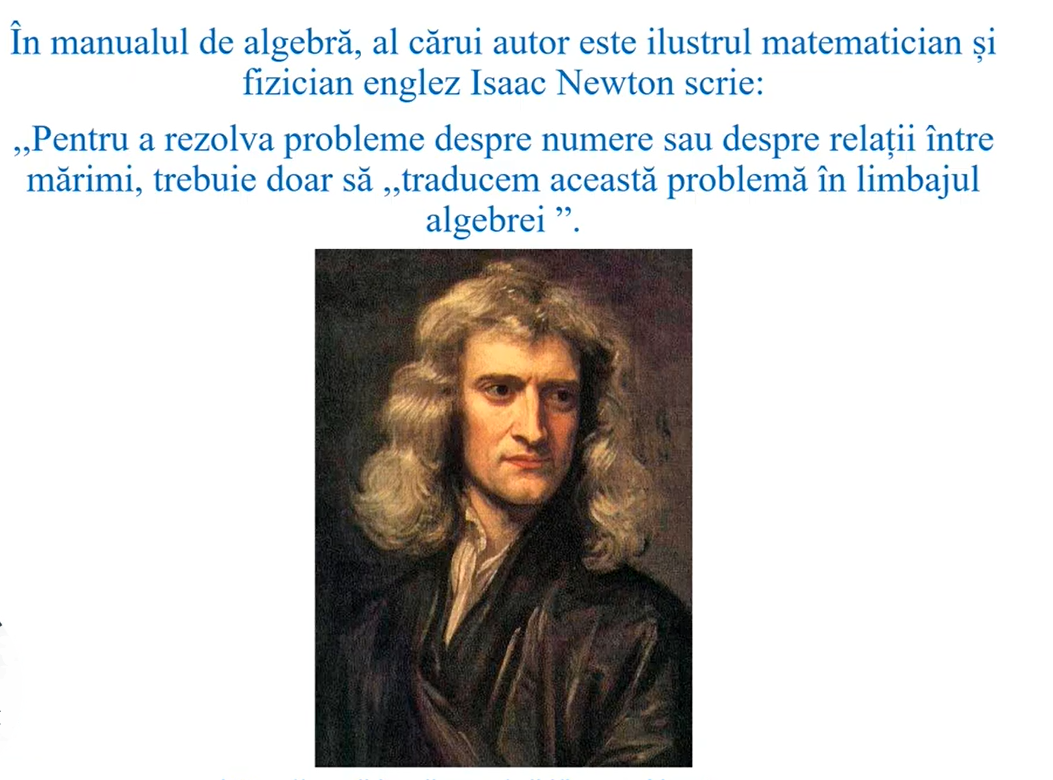 În manualul de algebră, al cărui autor este ilustrul matematician și
fizician englez Isaac Newton scrie:
,,Pentru a rezolva probleme despre numere sau despre relații între
mărimi, trebuie doar să ,,traducem această problemă în limbajul
algebrei ”.